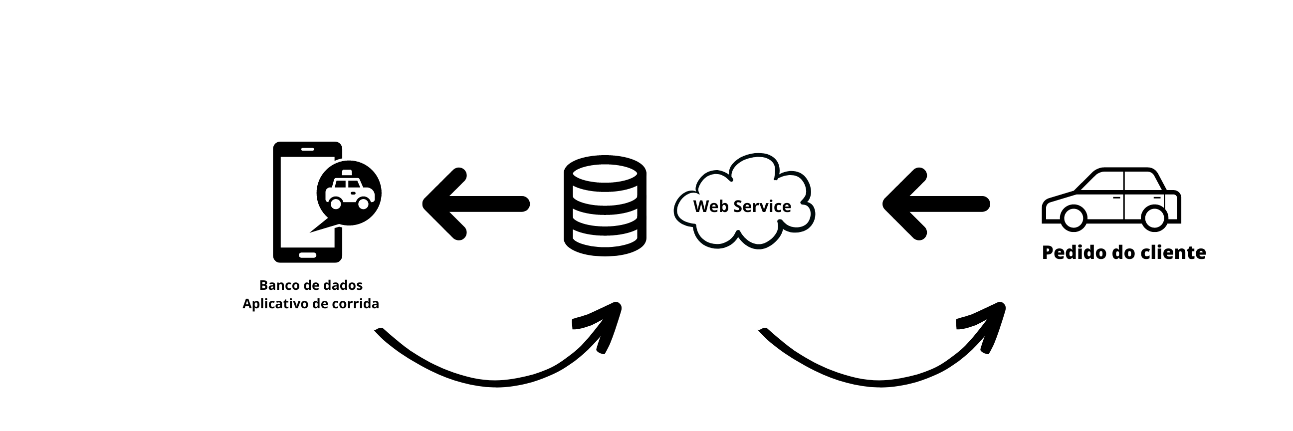 Web Service
Pedido do cliente
Banco de dados
Aplicativo de corrida